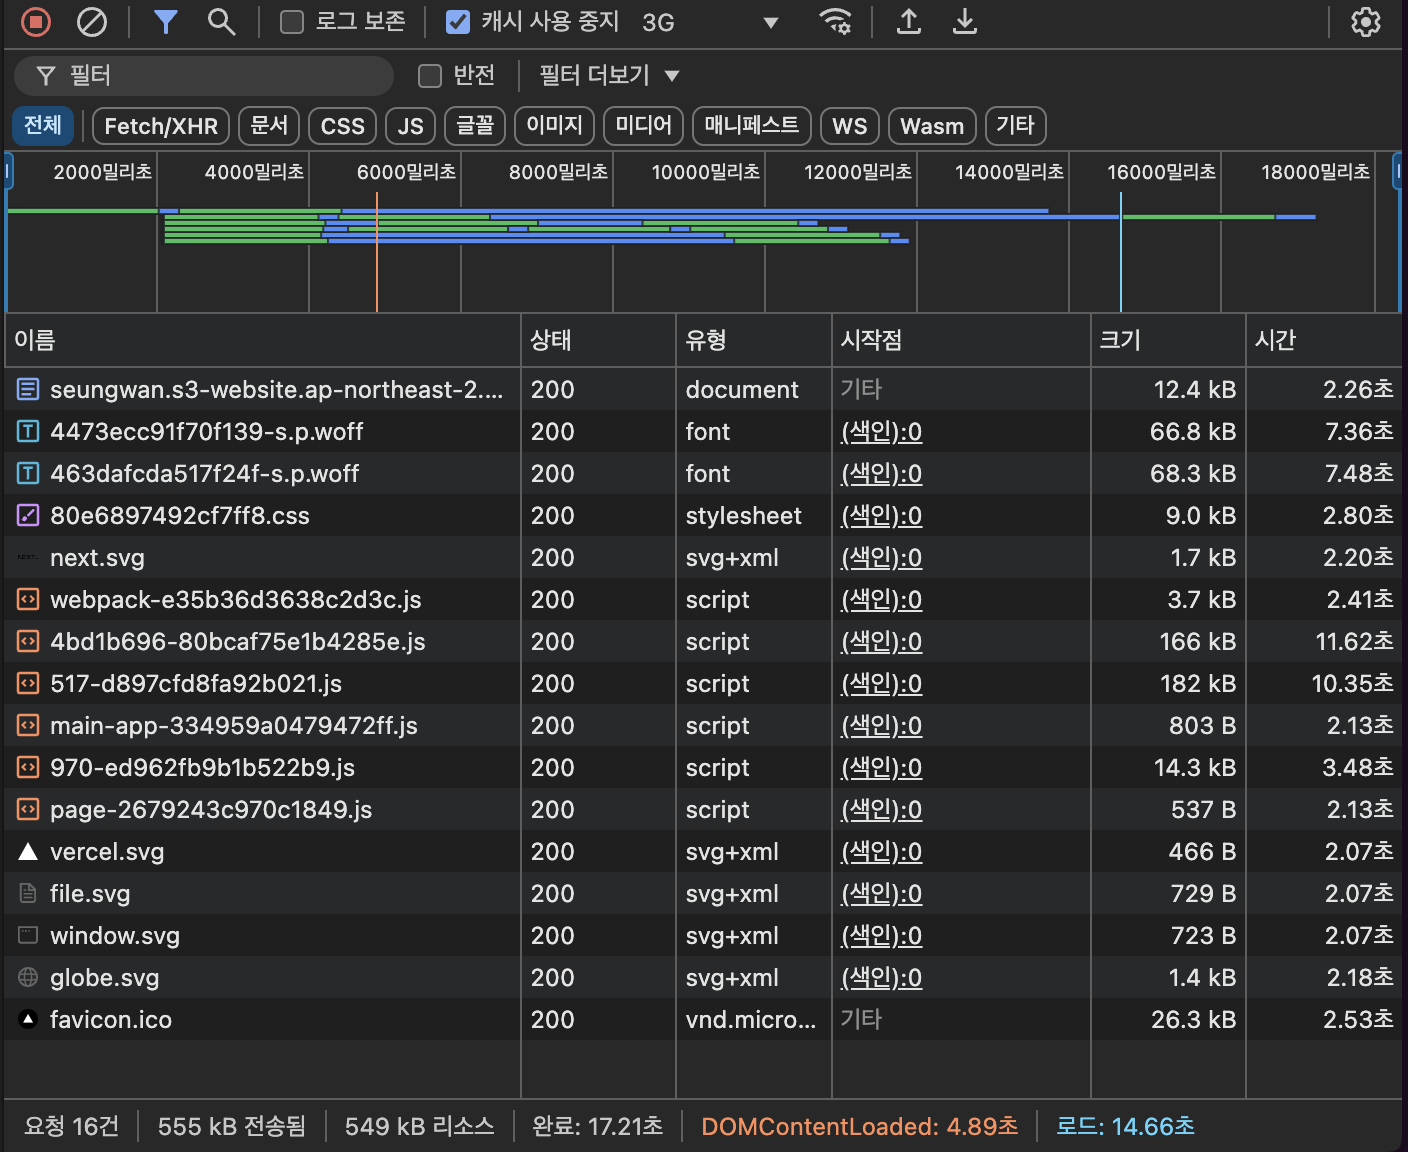 로그 보존 캐시 사용 중지 3G
필터 반전 필터 더보기
전체 Fetch/XHR 문서 CSS JS 글꼴 이미지 미디어 매니페스트 WS Wasm 기타
2000밀리초 4000밀리초 6000밀리초 8000밀리초 10000밀리초 12000밀리초 14000밀리초 16000밀리초 18000밀리초
이름 상태 유형 시작점 크기 시간
seungwan.s3-website.ap-northeast-2.... 200 document 기타 12.4 kB 2.26초
4473ecc91f70f139-s.p.woff 200 font (색인):0 66.8 kB 7.36초
463dafcda517f24f-s.p.woff 200 font (색인):0 68.3 kB 7.48초
80e6897492cf7ff8.css 200 stylesheet (색인):0 9.0 kB 2.80초
next.svg 200 svg+xml (색인):0 1.7 kB 2.20초
webpack-e35b36d3638c2d3c.js 200 script (색인):0 3.7 kB 2.41초
4bd1b696-80bcaf75e1b4285e.js 200 script (색인):0 166 kB 11.62초
517-d897cfd8fa92b021.js 200 script (색인):0 182 kB 10.35초
main-app-334959a0479472ff.js 200 script (색인):0 803 B 2.13초
970-ed962fb9b1b522b9.js 200 script (색인):0 14.3 kB 3.48초
page-2679243c970c1849.js 200 script (색인):0 537 B 2.13초
vercel.svg 200 svg+xml (색인):0 466 B 2.07초
file.svg 200 svg+xml (색인):0 729 B 2.07초
window.svg 200 svg+xml (색인):0 723 B 2.07초
globe.svg 200 svg+xml (색인):0 1.4 kB 2.18초
favicon.ico 200 vnd.micro... 기타 26.3 kB 2.53초
요청 16건 555 kB 전송됨 549 kB 리소스 완료: 17.21초 DOMContentLoaded: 4.89초 로드: 14.66초